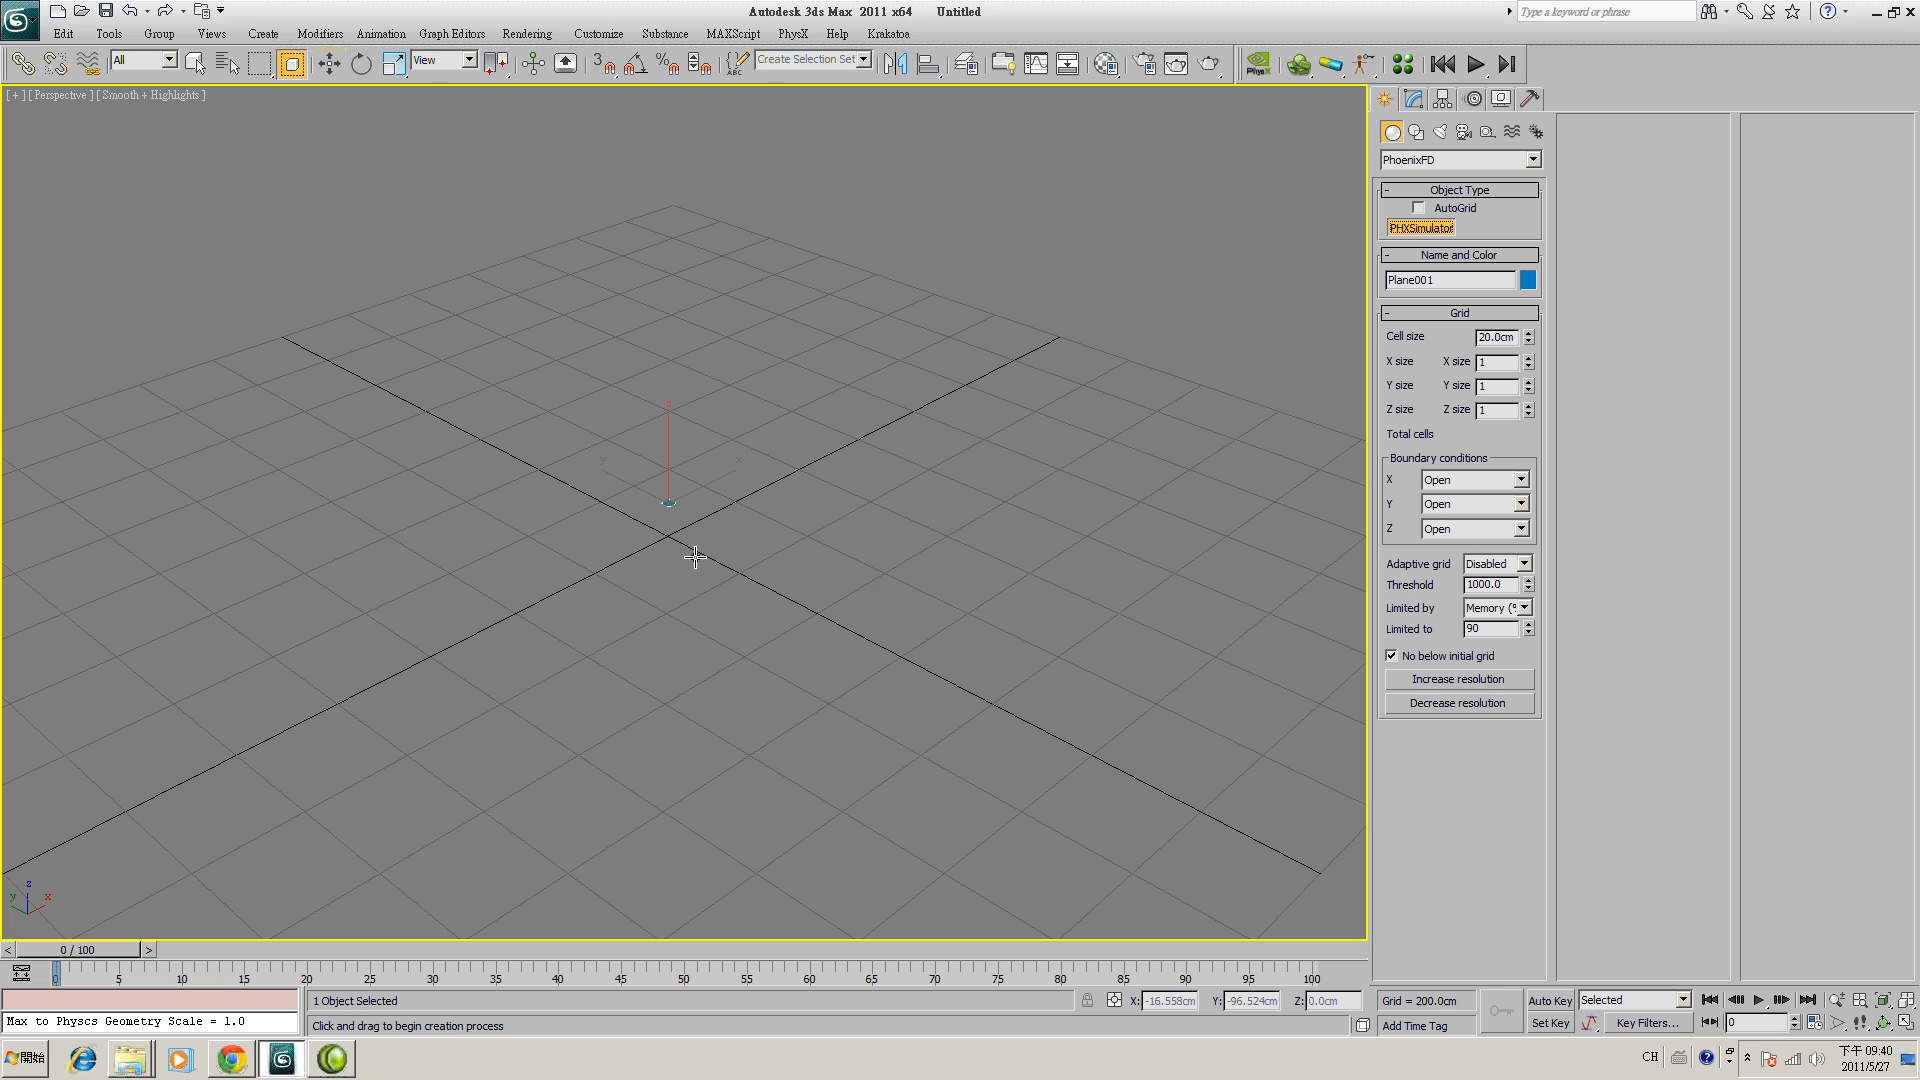 Autodesk 3ds Max 2011 x64 Untitled
Type a keyword or phrase
Edit Tools Group Views Create Modifiers Animation Graph Editors Rendering Customize Substance MAXScript PhysX Help Krakatoa
All View 3 Create Selection Set
[ + ] [ Perspective ] [ Smooth + Highlights ]
PhoenixFD
Object Type
AutoGrid
PHXSimulator
Name and Color
Plane001
Grid
Cell size 20.0cm
X size X size 1
Y size Y size 1
Z size Z size 1
Total cells
Boundary conditions
X Open
Y Open
Z Open
Adaptive grid Disabled
Threshold 1000.0
Limited by Memory (%
Limited to 90
No below initial grid
Increase resolution
Decrease resolution
z
y x
z
y x
< 0 / 100 >
0 5 10 15 20 25 30 35 40 45 50 55 60 65 70 75 80 85 90 95 100
1 Object Selected X: -16.558cm Y: -96.524cm Z: 0.0cm Grid = 200.0cm Auto Key Selected
Max to Physcs Geometry Scale = 1.0 Click and drag to begin creation process Add Time Tag Set Key Key Filters... 0
開始 CH 下午 09:40
2011/5/27